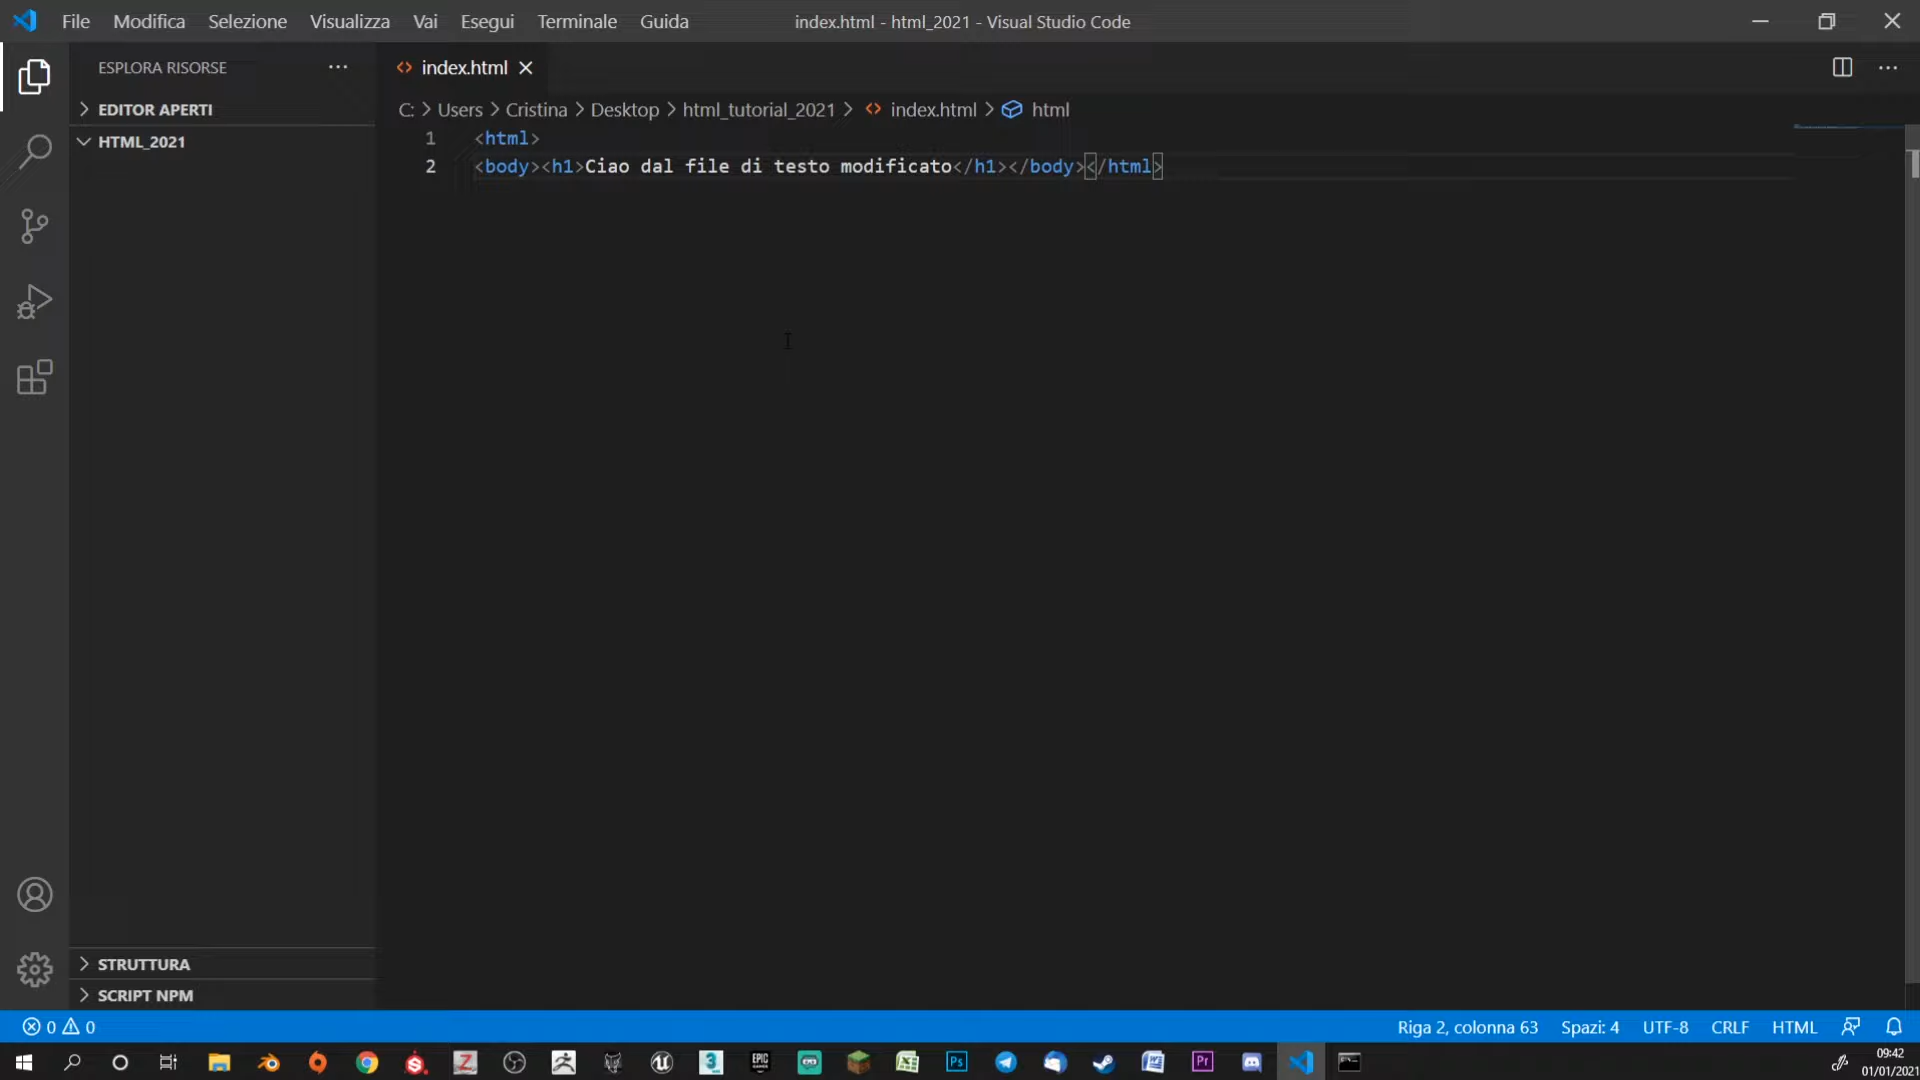 File Modifica Selezione Visualizza Vai Esegui Terminale Guida index.html - html_2021 - Visual Studio Code
ESPLORA RISORSE
index.html
EDITOR APERTI
C: > Users > Cristina > Desktop > html_tutorial_2021 > index.html > html
HTML_2021
1 <html>
2 <body><h1>Ciao dal file di testo modificato</h1></body></html>
STRUTTURA
SCRIPT NPM
0 0 Riga 2, colonna 63 Spazi: 4 UTF-8 CRLF HTML
09:42
01/01/2021